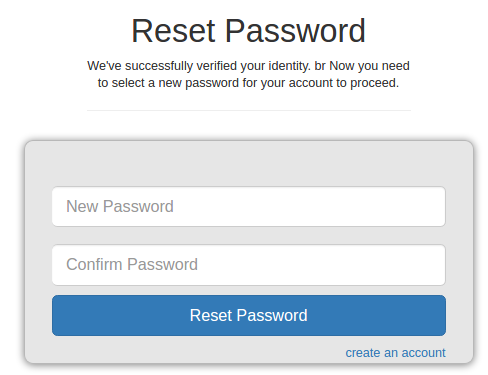 Reset Password
We've successfully verified your identity. br Now you need
to select a new password for your account to proceed.
New Password
Confirm Password
Reset Password
create an account